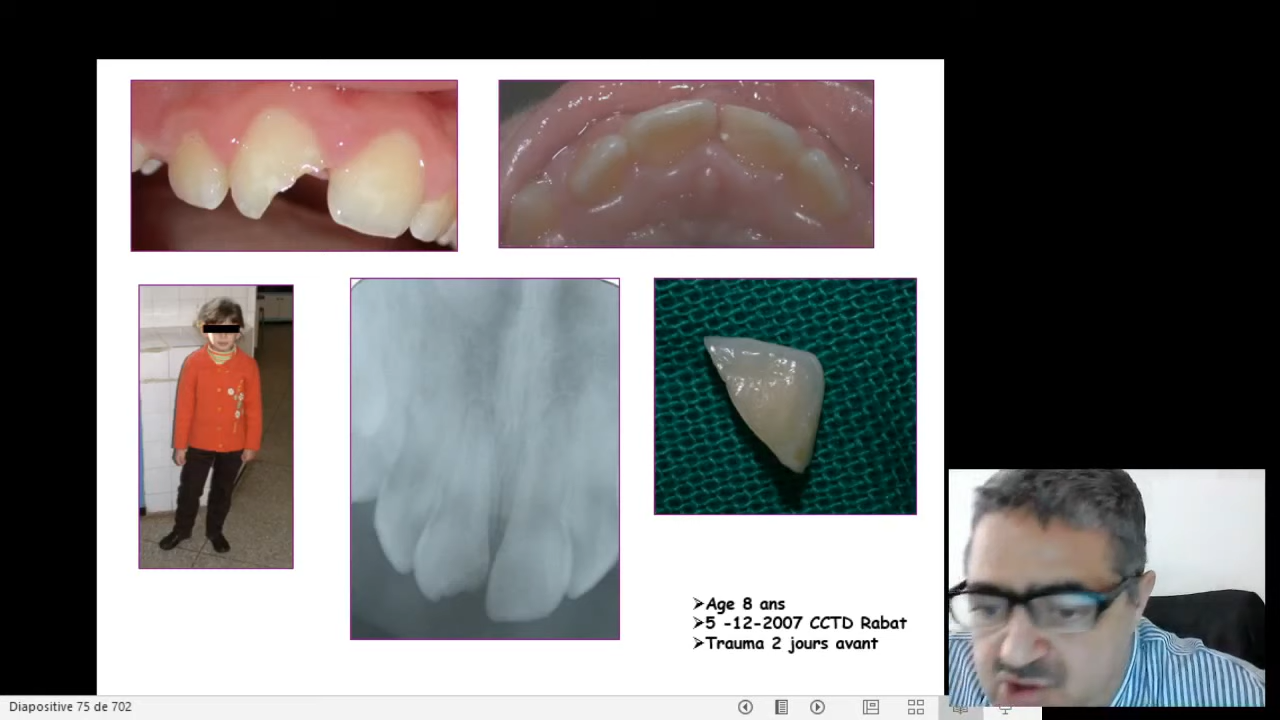 ➢Age 8 ans
➢5 -12-2007 CCTD Rabat
➢Trauma 2 jours avant
Diapositive 75 de 702